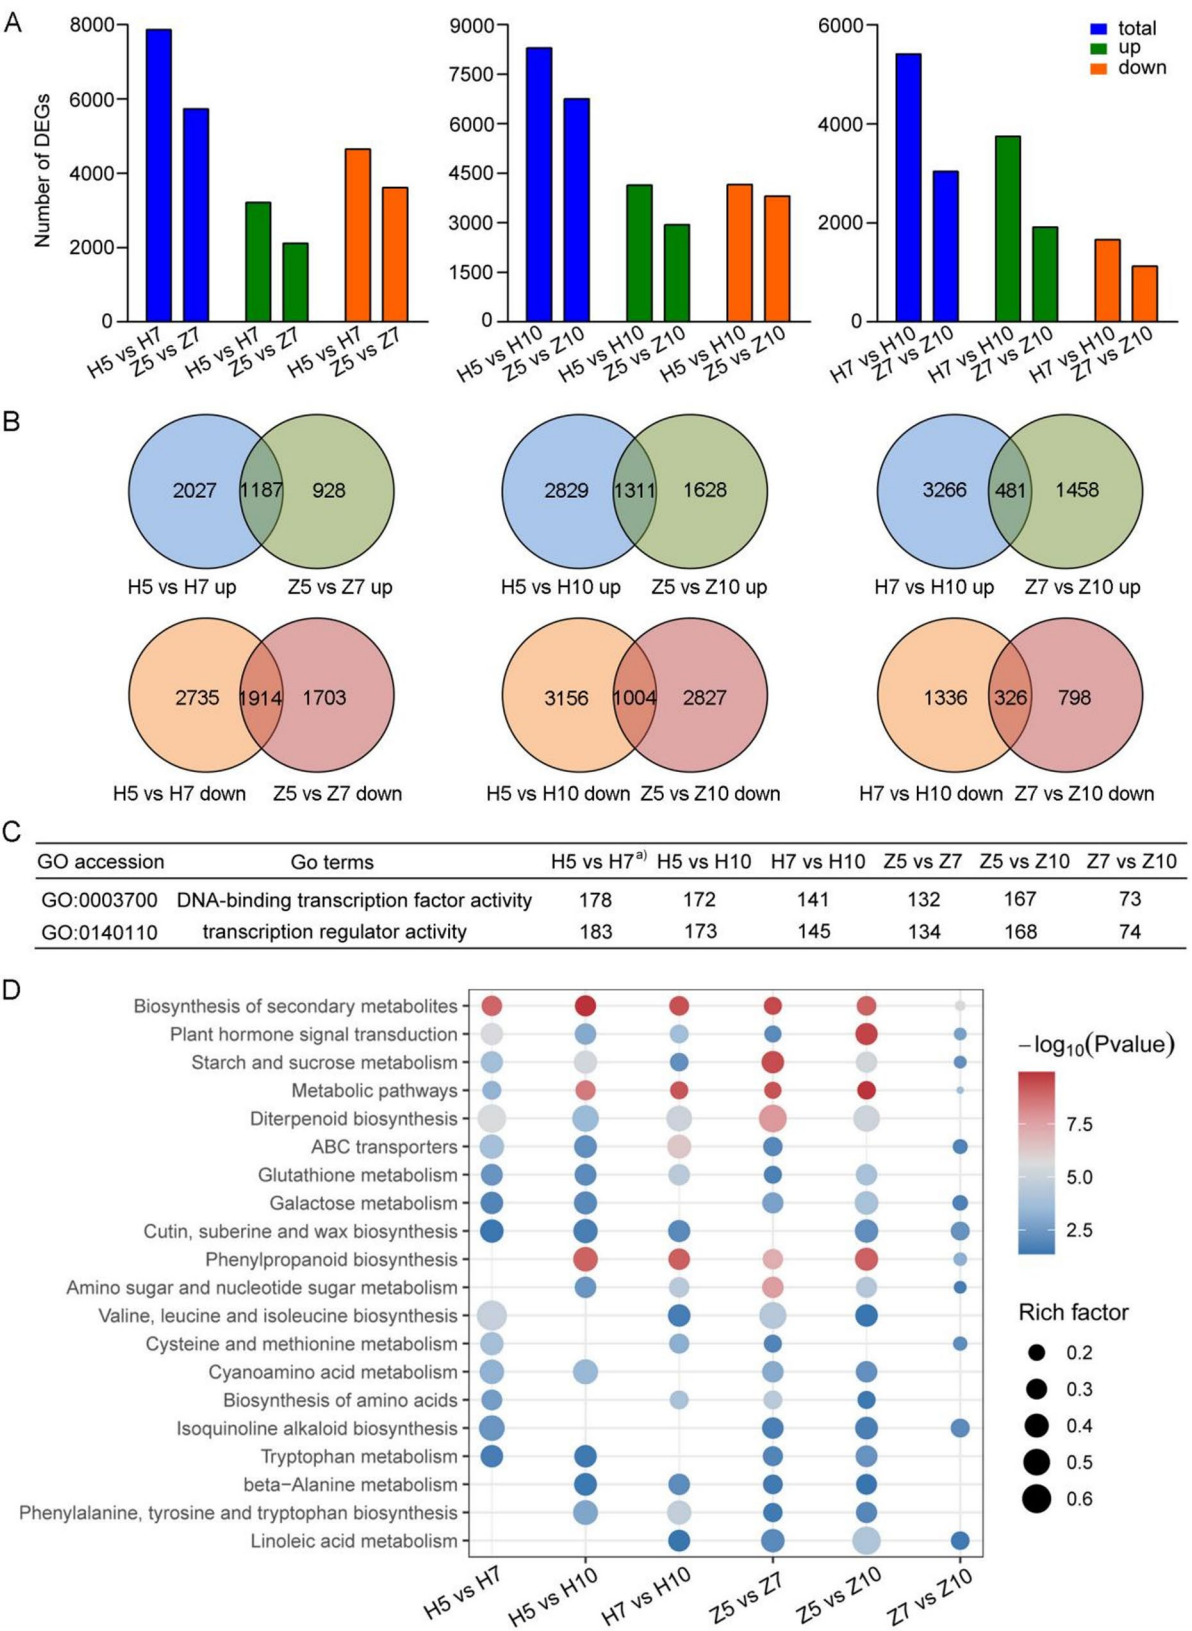 A
8000
6000
4000
2000
0
Number of DEGs
H5 vs H7
Z5 vs Z7
H5 vs H7
Z5 vs Z7
H5 vs H7
Z5 vs Z7
9000
7500
6000
4500
3000
1500
0
H5 vs H10
Z5 vs Z10
H5 vs H10
Z5 vs Z10
H5 vs H10
Z5 vs Z10
6000
4000
2000
0
H7 vs H10
Z7 vs Z10
H7 vs H10
Z7 vs Z10
H7 vs H10
Z7 vs Z10
total
up
down
B
2027 1187 928
H5 vs H7 up Z5 vs Z7 up
2829 1311 1628
H5 vs H10 up Z5 vs Z10 up
3266 481 1458
H7 vs H10 up Z7 vs Z10 up
2735 1914 1703
H5 vs H7 down Z5 vs Z7 down
3156 1004 2827
H5 vs H10 down Z5 vs Z10 down
1336 326 798
H7 vs H10 down Z7 vs Z10 down
C
GO accession Go terms H5 vs H7a) H5 vs H10 H7 vs H10 Z5 vs Z7 Z5 vs Z10 Z7 vs Z10
GO:0003700 DNA-binding transcription factor activity 178 172 141 132 167 73
GO:0140110 transcription regulator activity 183 173 145 134 168 74
D
Biosynthesis of secondary metabolites
Plant hormone signal transduction
Starch and sucrose metabolism
Metabolic pathways
Diterpenoid biosynthesis
ABC transporters
Glutathione metabolism
Galactose metabolism
Cutin, suberine and wax biosynthesis
Phenylpropanoid biosynthesis
Amino sugar and nucleotide sugar metabolism
Valine, leucine and isoleucine biosynthesis
Cysteine and methionine metabolism
Cyanoamino acid metabolism
Biosynthesis of amino acids
Isoquinoline alkaloid biosynthesis
Tryptophan metabolism
beta−Alanine metabolism
Phenylalanine, tyrosine and tryptophan biosynthesis
Linoleic acid metabolism
H5 vs H7
H5 vs H10
H7 vs H10
Z5 vs Z7
Z5 vs Z10
Z7 vs Z10
−log10(Pvalue)
7.5
5.0
2.5
Rich factor
0.2
0.3
0.4
0.5
0.6